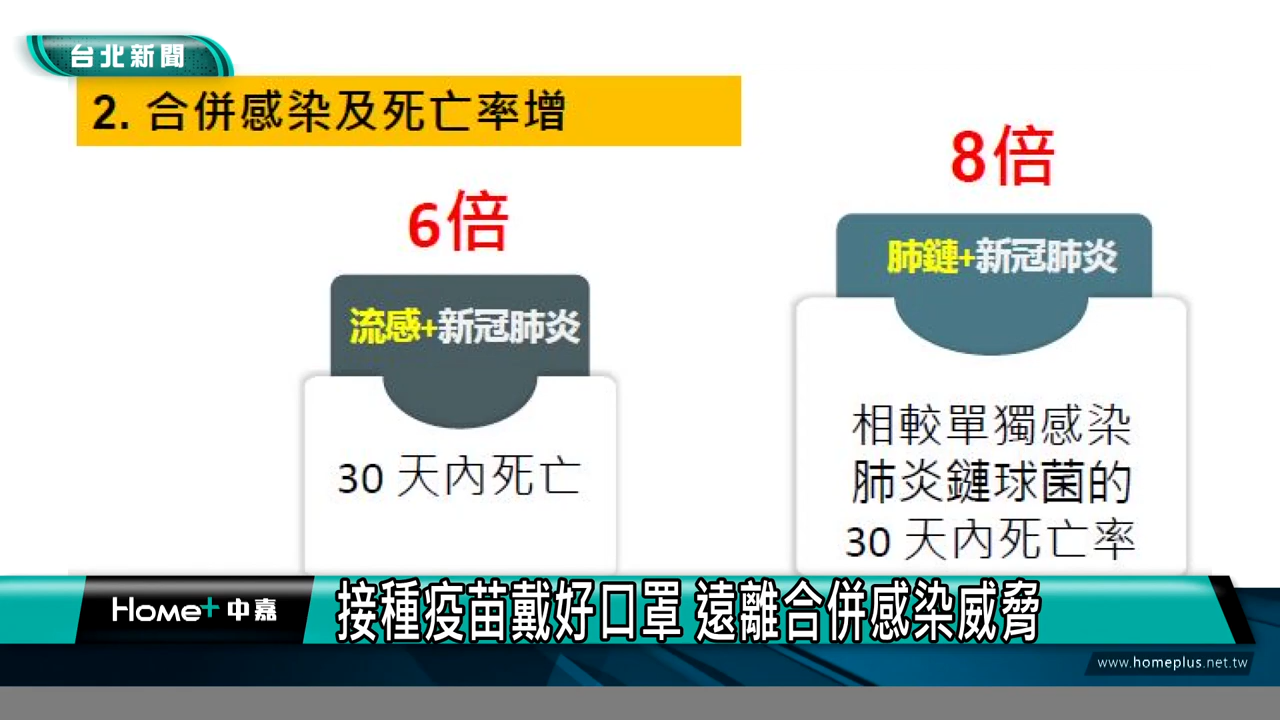 台北新聞
2. 合併感染及死亡率增
6倍
流感+新冠肺炎
30 天內死亡
8倍
肺鏈+新冠肺炎
相較單獨感染
肺炎鏈球菌的
30 天內死亡率
Home+ 中嘉
接種疫苗戴好口罩 遠離合併感染威脅
www.homeplus.net.tw